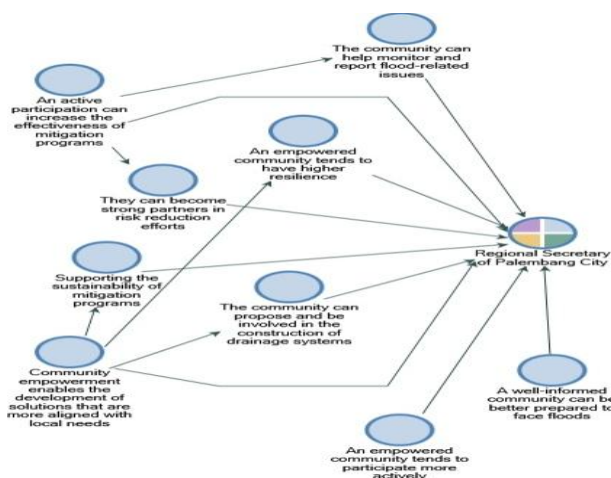 The community can
help monitor and
report flood-related
issues
An active
participation can
increase the
effectiveness of
mitigation programs
An empowered
community tends to
have higher
resilience
They can become
strong partners in
risk reduction
efforts
Regional Secretary
of Palembang City
Supporting the
sustainability of
mitigation
programs
The community can
propose and be
involved in the
construction of
drainage systems
Community
empowerment
enables the
development of
solutions that are
more aligned with
local needs
A well-informed
community can be
better prepared to
face floods
An empowered
community tends to
participate more
actively